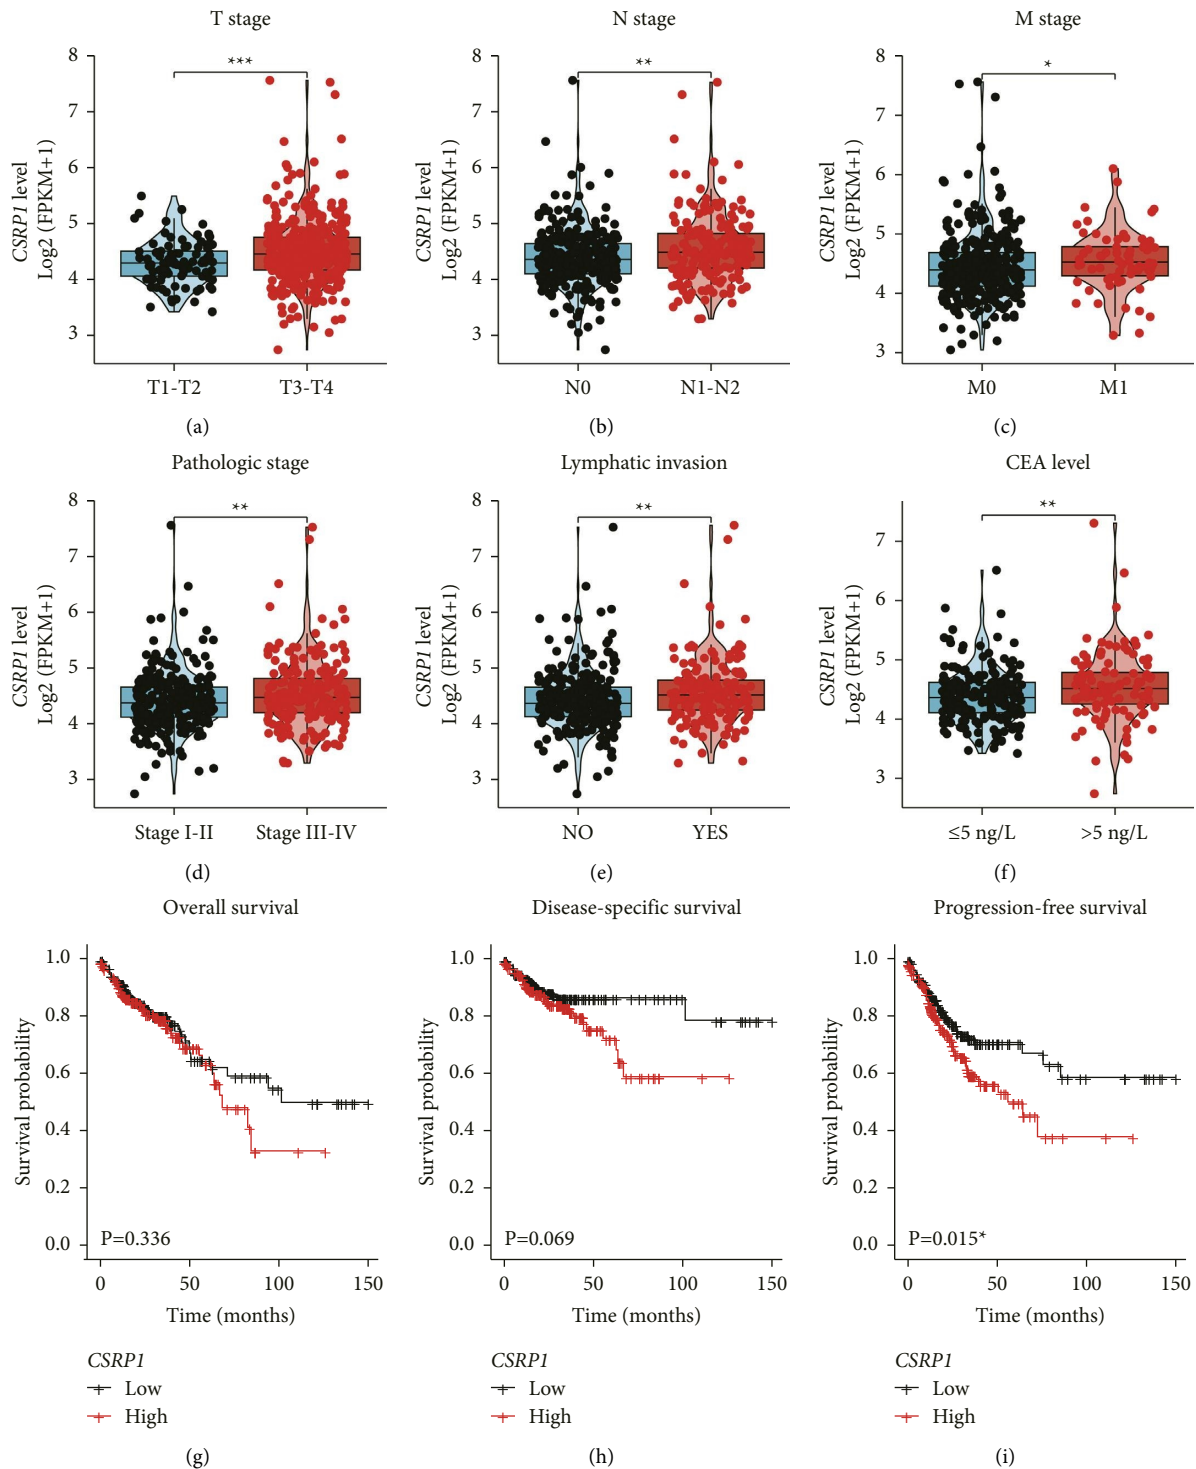 T stage
8
7
6
5
4
3
CSRP1 level
Log2 (FPKM+1)
***
T1-T2
T3-T4
(a)
N stage
8
7
6
5
4
3
CSRP1 level
Log2 (FPKM+1)
**
N0
N1-N2
(b)
M stage
8
7
6
5
4
3
CSRP1 level
Log2 (FPKM+1)
*
M0
M1
(c)
Pathologic stage
8
7
6
5
4
3
CSRP1 level
Log2 (FPKM+1)
**
Stage I-II
Stage III-IV
(d)
Lymphatic invasion
8
7
6
5
4
3
CSRP1 level
Log2 (FPKM+1)
**
NO
YES
(e)
CEA level
7
6
5
4
3
CSRP1 level
Log2 (FPKM+1)
**
≤5 ng/L
>5 ng/L
(f)
Overall survival
1.0
0.8
0.6
0.4
0.2
0.0
Survival probability
P=0.336
0 50 100 150
Time (months)
CSRP1
Low
High
(g)
Disease-specific survival
1.0
0.8
0.6
0.4
0.2
0.0
Survival probability
P=0.069
0 50 100 150
Time (months)
CSRP1
Low
High
(h)
Progression-free survival
1.0
0.8
0.6
0.4
0.2
0.0
Survival probability
P=0.015*
0 50 100 150
Time (months)
CSRP1
Low
High
(i)